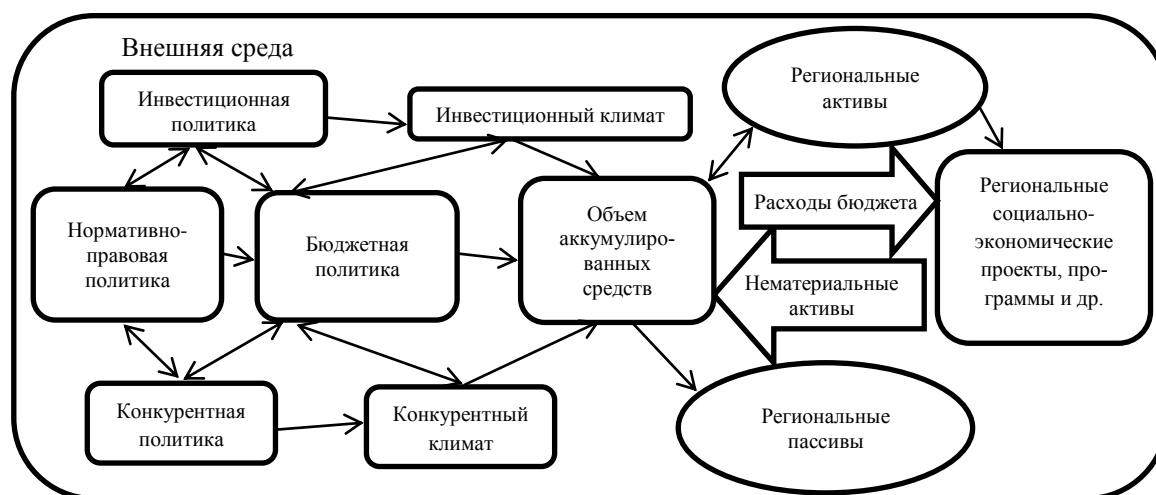 Внешняя среда
Инвестиционная
политика
Инвестиционный климат
Региональные
активы
Нормативно-
правовая
политика
Бюджетная
политика
Объем
аккумулиро-
ванных
средств
Расходы бюджета
Нематериальные
активы
Региональные
социально-
экономические
проекты, про-
граммы и др.
Конкурентная
политика
Конкурентный
климат
Региональные
пассивы